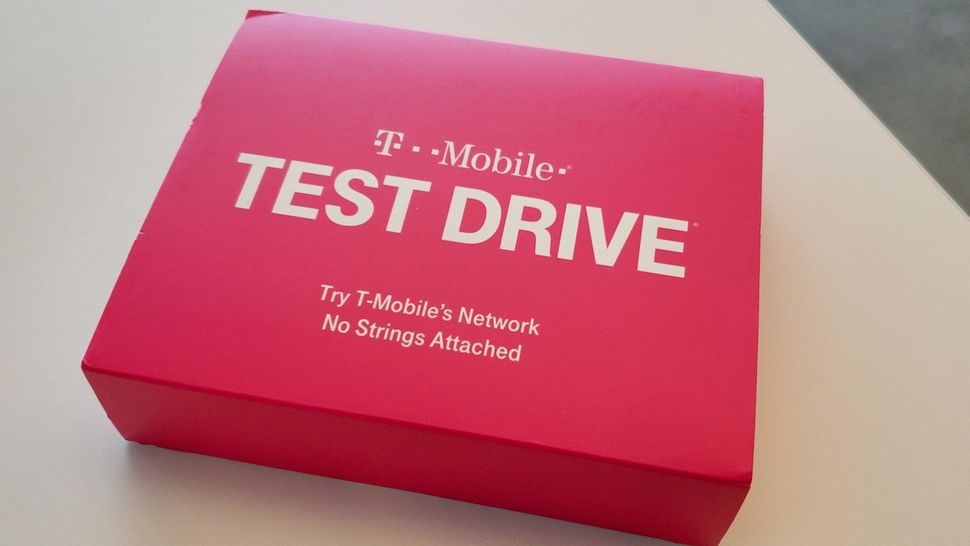 T-Mobile®
TEST DRIVE®
Try T-Mobile's Network
No Strings Attached